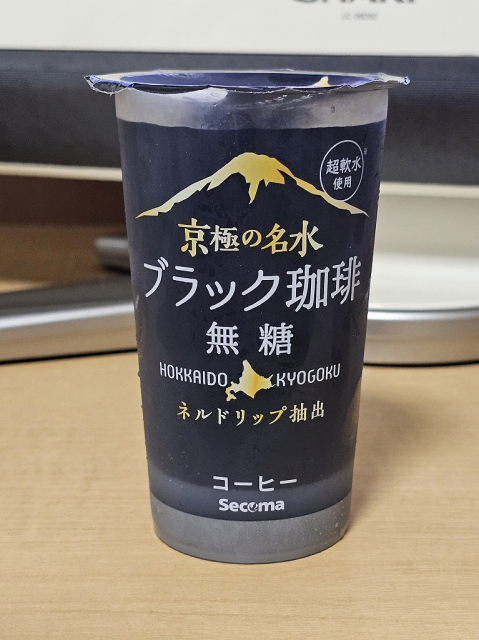 超軟水
使用
京極の名水
ブラック珈琲
無糖
HOKKAIDO KYOGOKU
ネルドリップ抽出
コーヒー
Secoma